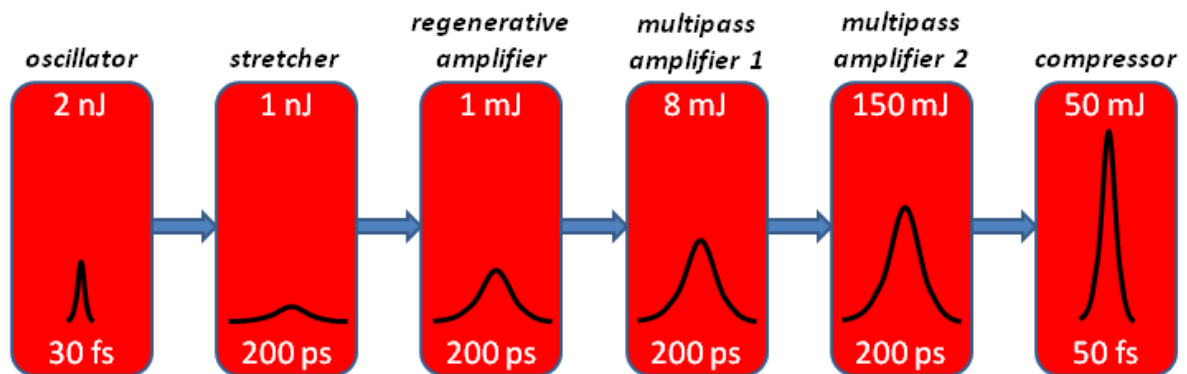 oscillator
2 nJ
30 fs
stretcher
1 nJ
200 ps
regenerative
amplifier
1 mJ
200 ps
multipass
amplifier 1
8 mJ
200 ps
multipass
amplifier 2
150 mJ
200 ps
compressor
50 mJ
50 fs